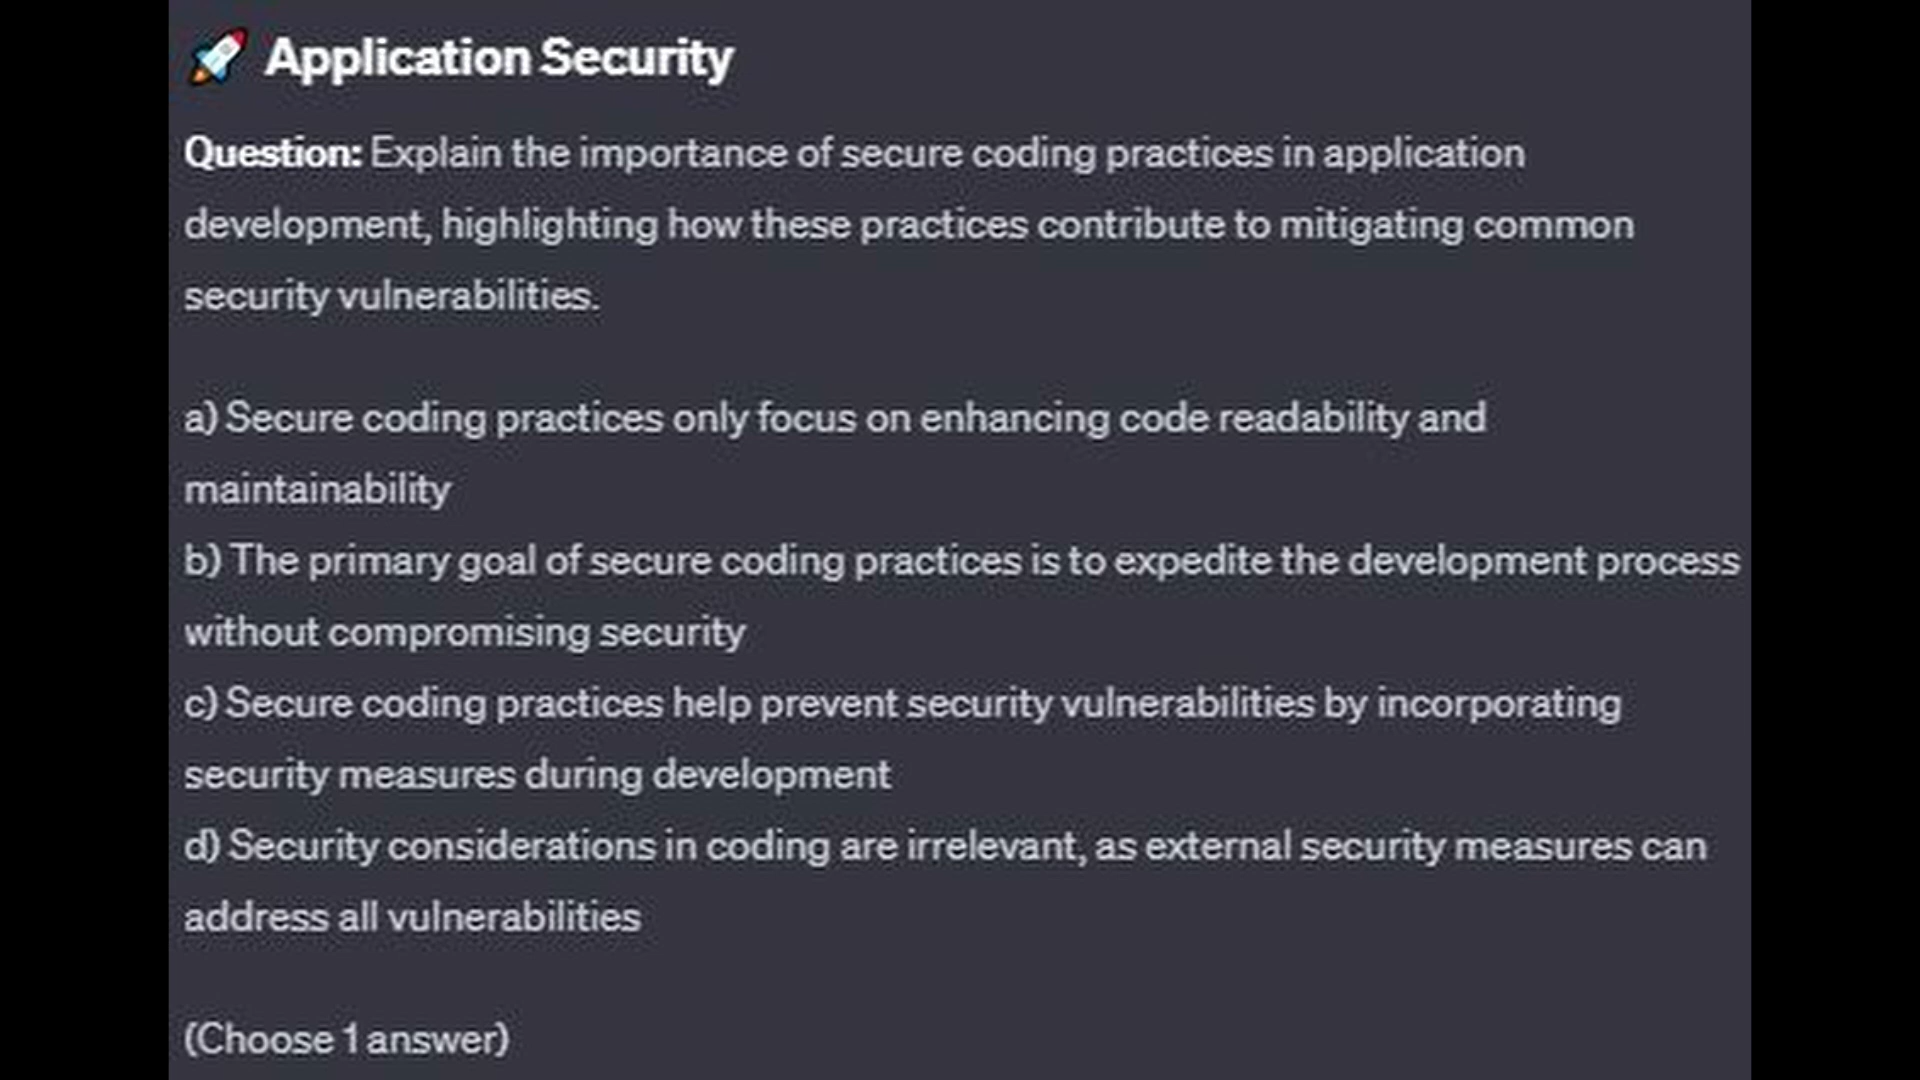 🚀 Application Security
Question: Explain the importance of secure coding practices in application
development, highlighting how these practices contribute to mitigating common
security vulnerabilities.
a) Secure coding practices only focus on enhancing code readability and
maintainability
b) The primary goal of secure coding practices is to expedite the development process
without compromising security
c) Secure coding practices help prevent security vulnerabilities by incorporating
security measures during development
d) Security considerations in coding are irrelevant, as external security measures can
address all vulnerabilities
(Choose 1 answer)